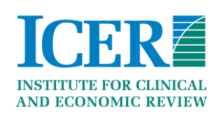 ICER
INSTITUTE FOR CLINICAL
AND ECONOMIC REVIEW